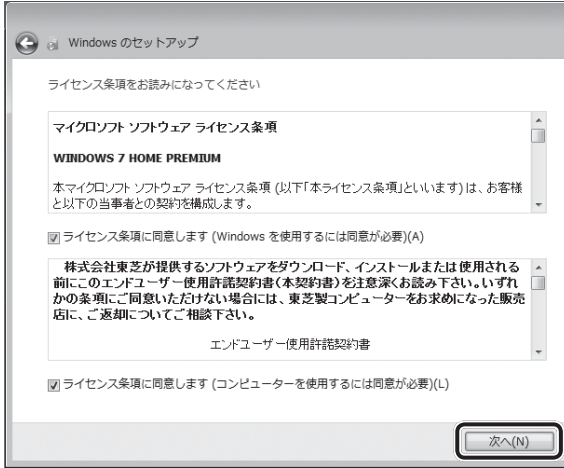 Windows のセットアップ
ライセンス条項をお読みになってください
マイクロソフト ソフトウェア ライセンス条項
WINDOWS 7 HOME PREMIUM
本マイクロソフト ソフトウェア ライセンス条項 (以下「本ライセンス条項」といいます) は、お客様
と以下の当事者との契約を構成します。
ライセンス条項に同意します (Windows を使用するには同意が必要)(A)
株式会社東芝が提供するソフトウェアをダウンロード、インストールまたは使用される
前にこのエンドユーザー使用許諾契約書(本契約書)を注意深くお読み下さい。いずれ
かの条項にご同意いただけない場合には、東芝製コンピューターをお求めになった販売
店に、ご返却についてご相談下さい。
エンドユーザー使用許諾契約書
ライセンス条項に同意します (コンピューターを使用するには同意が必要)(L)
次へ(N)